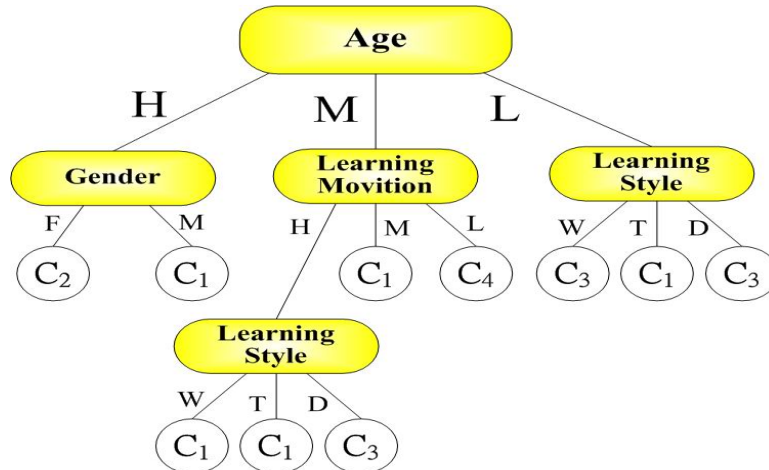 Age
H M L
Gender
Learning
Movition
Learning
Style
F M
H M L
W T D
C₂ C₁
C₁ C₄
C₃ C₁ C₃
Learning
Style
W T D
C₁ C₁ C₃